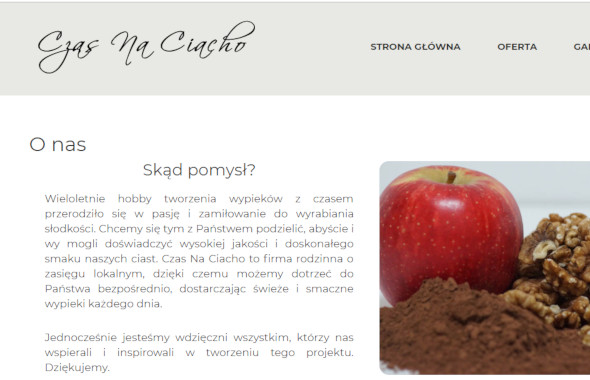 Czas Na Ciacho
STRONA GŁÓWNA OFERTA
O nas
Skąd pomysł?
Wieloletnie hobby tworzenia wypieków z czasem
przerodziło się w pasję i zamiłowanie do wyrabiania
słodkości. Chcemy się tym z Państwem podzielić, abyście i
wy mogli doświadczyć wysokiej jakości i doskonałego
smaku naszych ciast. Czas Na Ciacho to firma rodzinna o
zasięgu lokalnym, dzięki czemu możemy dotrzeć do
Państwa bezpośrednio, dostarczając świeże i smaczne
wypieki każdego dnia.
Jednocześnie jesteśmy wdzięczni wszystkim, którzy nas
wspierali i inspirowali w tworzeniu tego projektu.
Dziękujemy.